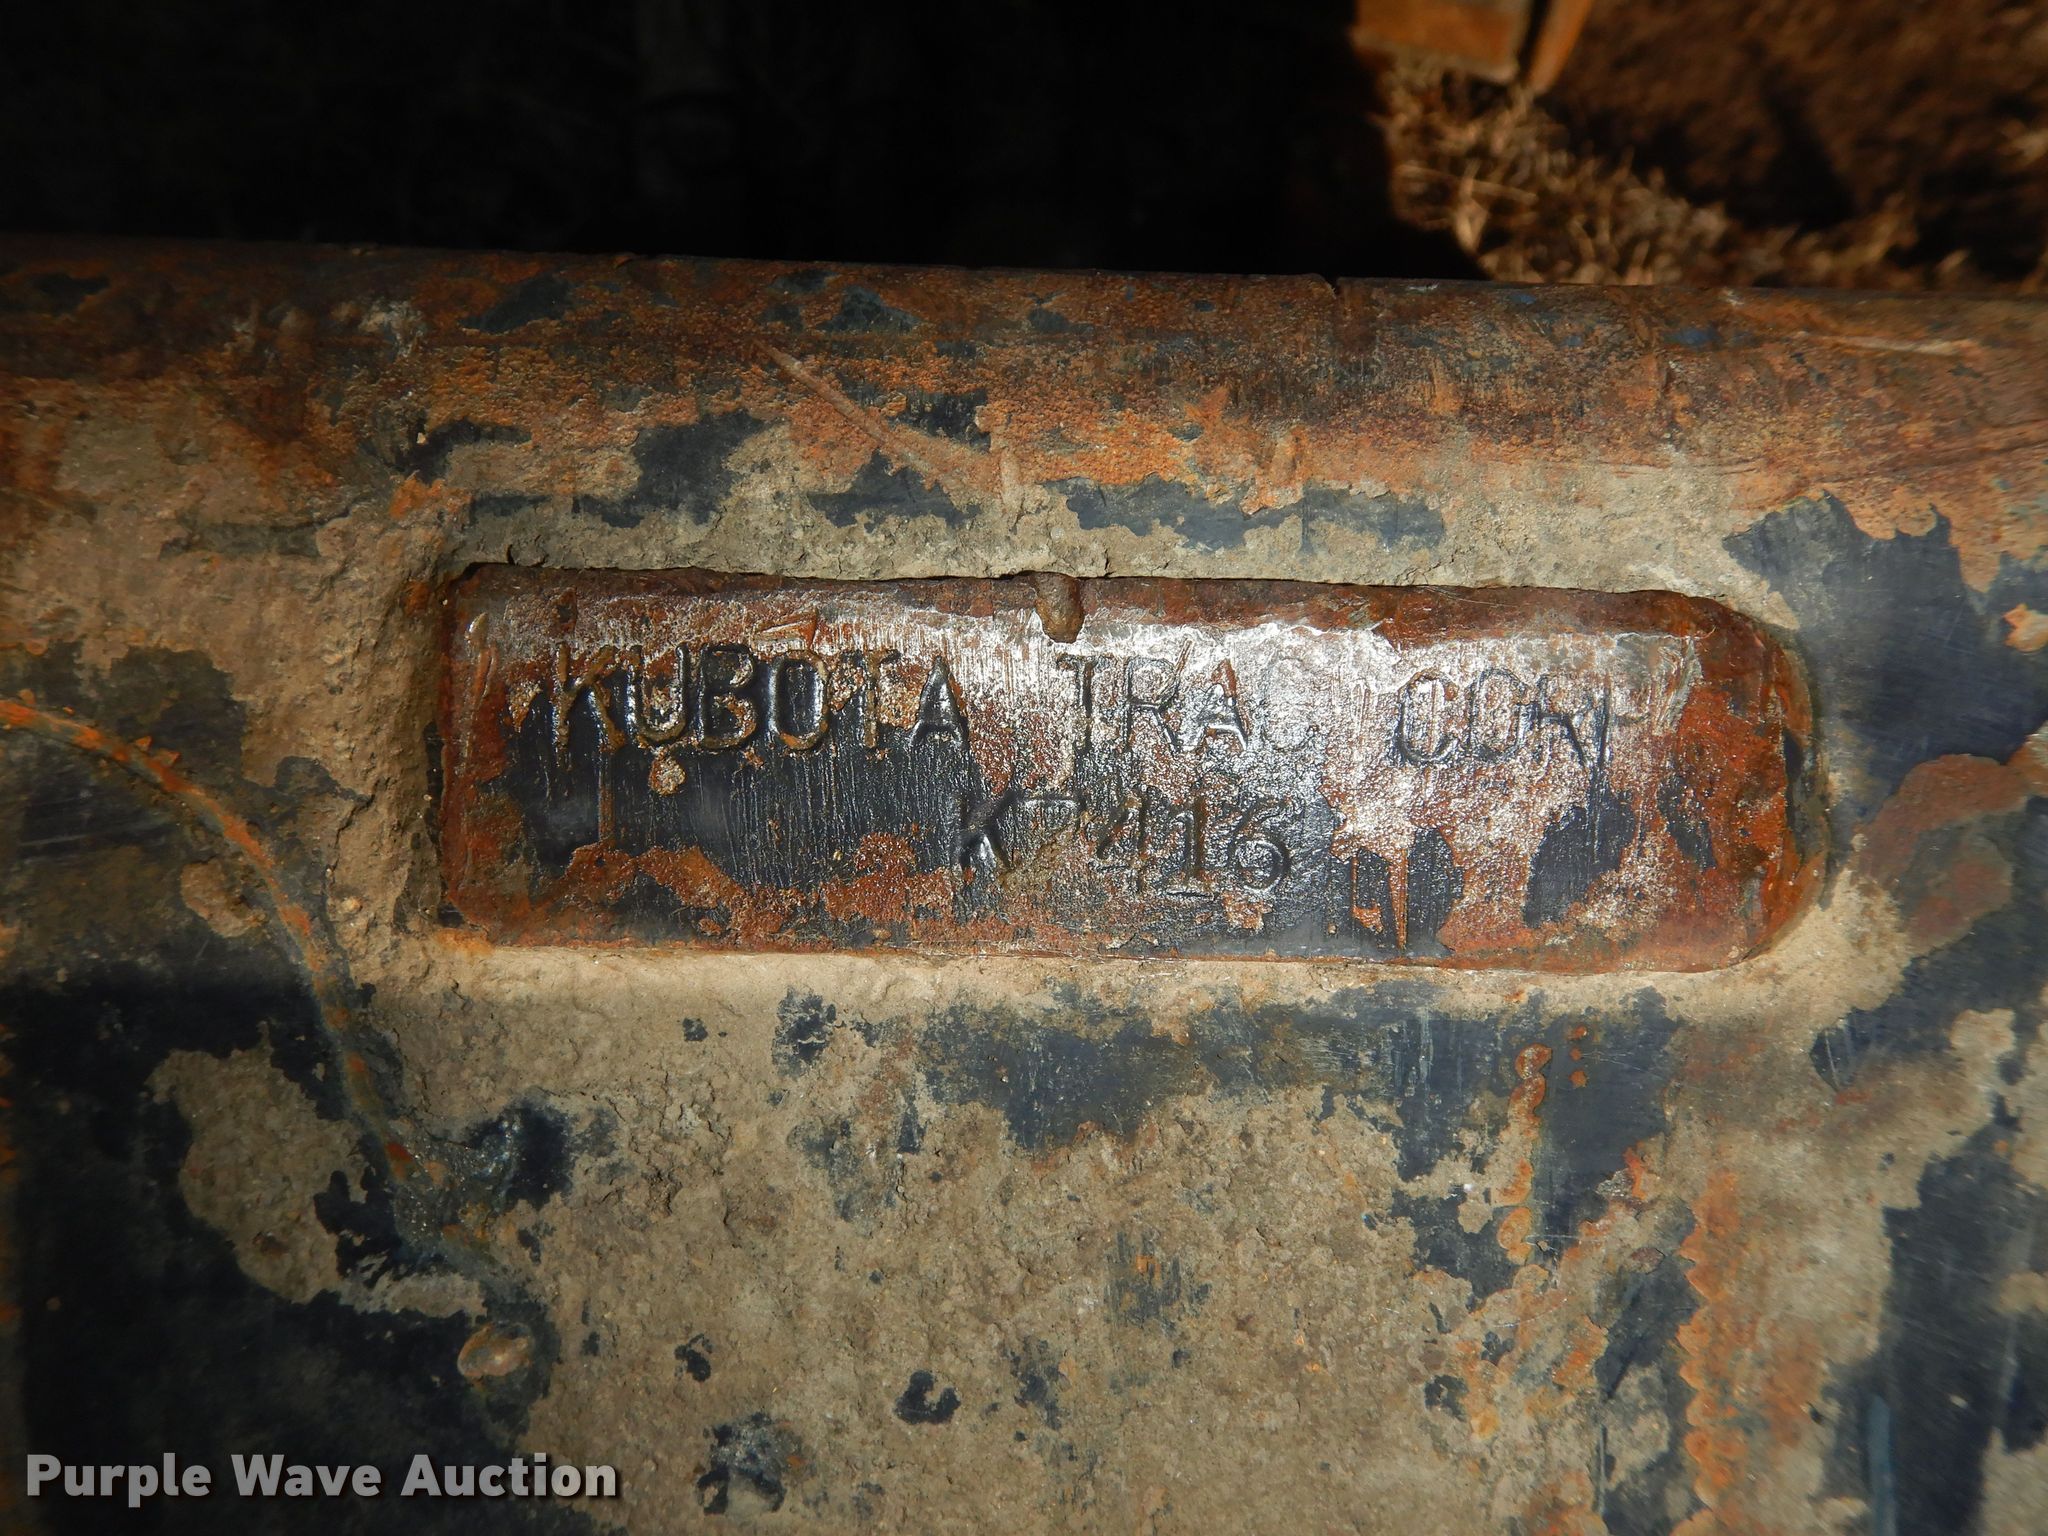 KUBOTA TRAC CORP
K7416
Purple Wave Auction